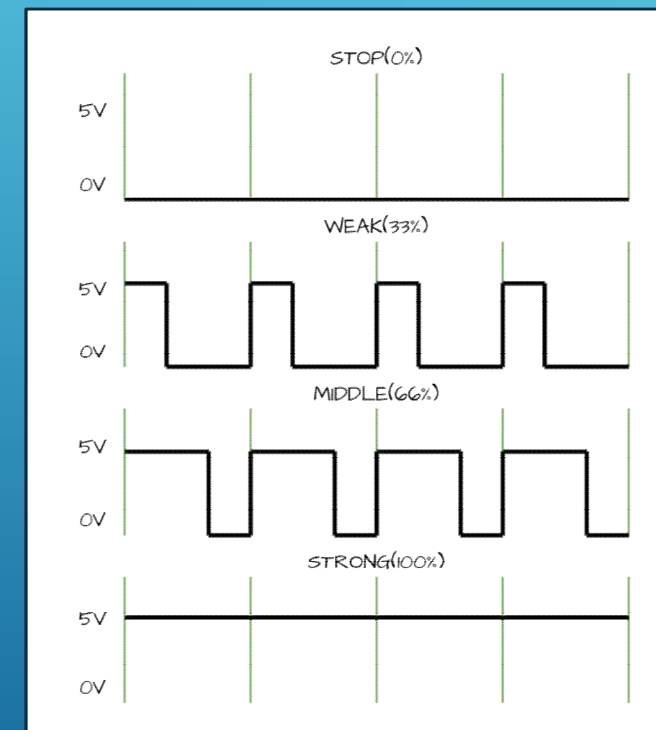 STOP(0%)
5V
0V
WEAK(33%)
5V
0V
MIDDLE(66%)
5V
0V
STRONG(100%)
5V
0V